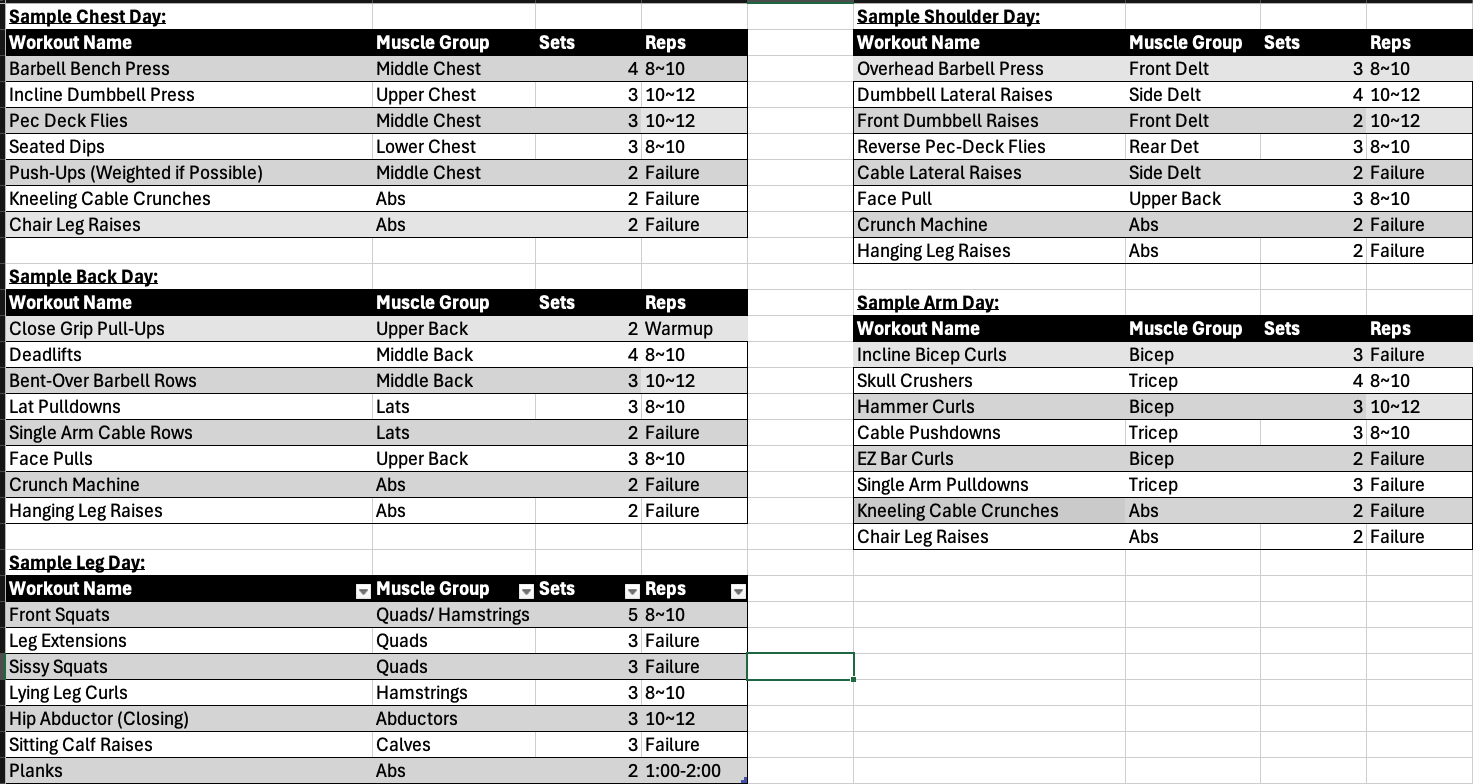 Sample Chest Day:
Workout Name Muscle Group Sets Reps
Barbell Bench Press Middle Chest 4 8~10
Incline Dumbbell Press Upper Chest 3 10~12
Pec Deck Flies Middle Chest 3 10~12
Seated Dips Lower Chest 3 8~10
Push-Ups (Weighted if Possible) Middle Chest 2 Failure
Kneeling Cable Crunches Abs 2 Failure
Chair Leg Raises Abs 2 Failure
Sample Back Day:
Workout Name Muscle Group Sets Reps
Close Grip Pull-Ups Upper Back 2 Warmup
Deadlifts Middle Back 4 8~10
Bent-Over Barbell Rows Middle Back 3 10~12
Lat Pulldowns Lats 3 8~10
Single Arm Cable Rows Lats 2 Failure
Face Pulls Upper Back 3 8~10
Crunch Machine Abs 2 Failure
Hanging Leg Raises Abs 2 Failure
Sample Leg Day:
Workout Name Muscle Group Sets Reps
Front Squats Quads/ Hamstrings 5 8~10
Leg Extensions Quads 3 Failure
Sissy Squats Quads 3 Failure
Lying Leg Curls Hamstrings 3 8~10
Hip Abductor (Closing) Abductors 3 10~12
Sitting Calf Raises Calves 3 Failure
Planks Abs 2 1:00-2:00
Sample Shoulder Day:
Workout Name Muscle Group Sets Reps
Overhead Barbell Press Front Delt 3 8~10
Dumbbell Lateral Raises Side Delt 4 10~12
Front Dumbbell Raises Front Delt 2 10~12
Reverse Pec-Deck Flies Rear Det 3 8~10
Cable Lateral Raises Side Delt 2 Failure
Face Pull Upper Back 3 8~10
Crunch Machine Abs 2 Failure
Hanging Leg Raises Abs 2 Failure
Sample Arm Day:
Workout Name Muscle Group Sets Reps
Incline Bicep Curls Bicep 3 Failure
Skull Crushers Tricep 4 8~10
Hammer Curls Bicep 3 10~12
Cable Pushdowns Tricep 3 8~10
EZ Bar Curls Bicep 2 Failure
Single Arm Pulldowns Tricep 3 Failure
Kneeling Cable Crunches Abs 2 Failure
Chair Leg Raises Abs 2 Failure